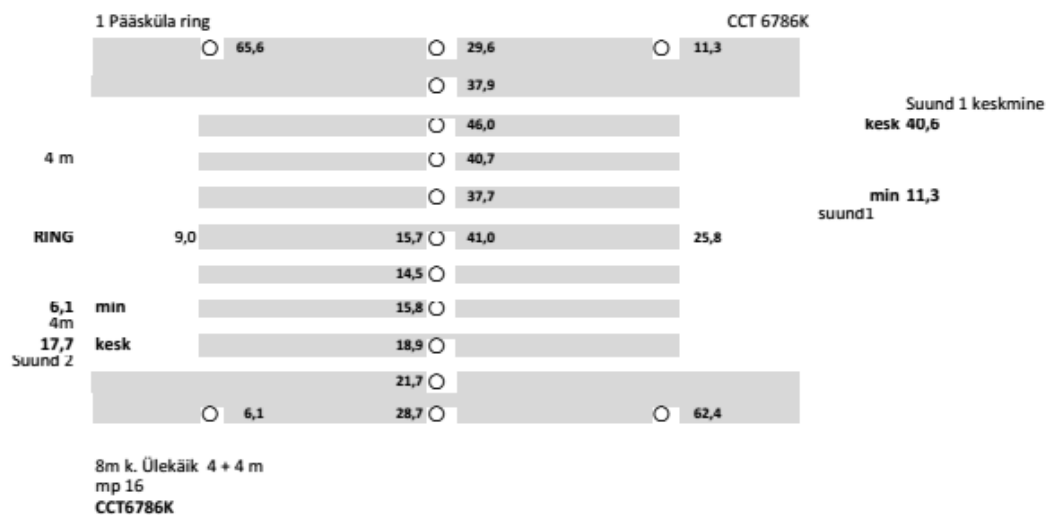 1 Pääsküla ring CCT 6786K
65,6 29,6 11,3
37,9
Suund 1 keskmine
46,0 kesk 40,6
4 m 40,7
37,7 min 11,3
suund1
RING 9,0 15,7 41,0 25,8
14,5
6,1 min 15,8
4m
17,7 kesk 18,9
Suund 2
21,7
6,1 28,7 62,4
8m k. Ülekäik 4 + 4 m
mp 16
CCT6786K